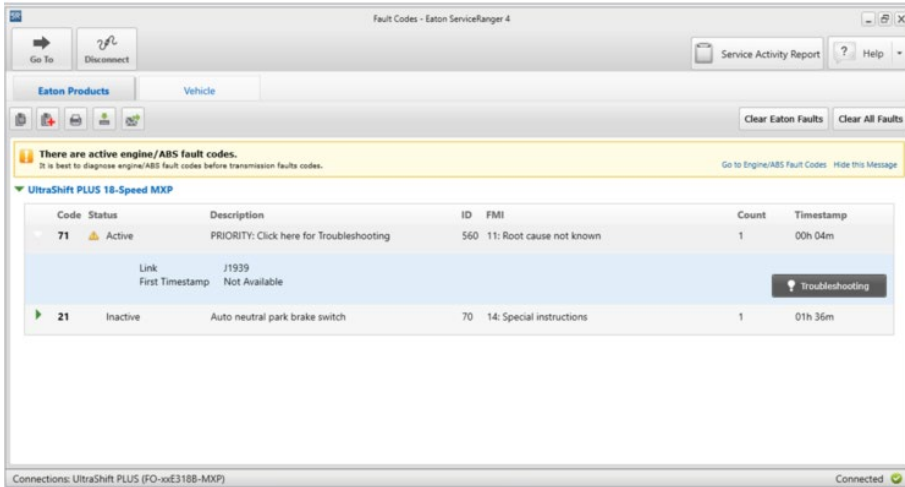 SR
Fault Codes - Eaton ServiceRanger 4
Go To
Disconnect
Service Activity Report
? Help
Eaton Products
Vehicle
Clear Eaton Faults
Clear All Faults
There are active engine/ABS fault codes.
It is best to diagnose engine/ABS fault codes before transmission faults codes.
Go to Engine/ABS Fault Codes Hide this Message
UltraShift PLUS 18-Speed MXP
Code Status Description ID FMI Count Timestamp
71 Active PRIORITY: Click here for Troubleshooting 560 11: Root cause not known 1 00h 04m
Link J1939
First Timestamp Not Available
Troubleshooting
21 Inactive Auto neutral park brake switch 70 14: Special instructions 1 01h 36m
Connections: UltraShift PLUS (FO-xxE318B-MXP)
Connected